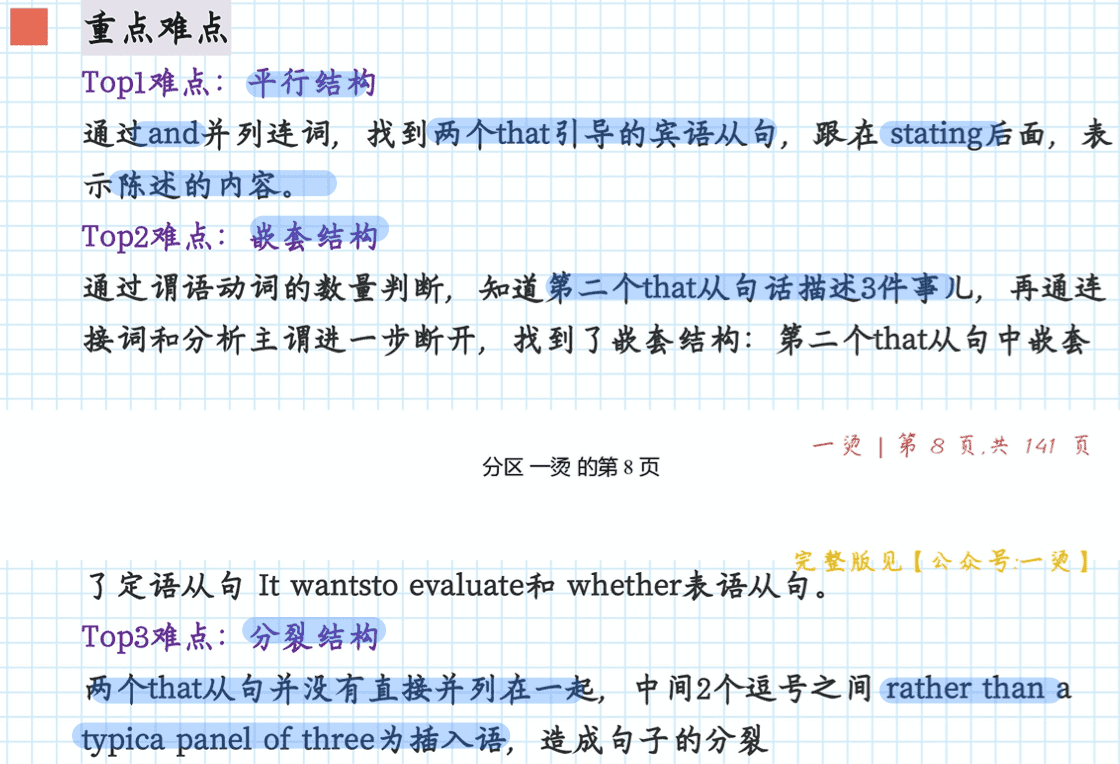 重点难点
Top1难点：平行结构
通过and并列连词，找到两个that引导的宾语从句，跟在 stating后面，表
示陈述的内容。
Top2难点：嵌套结构
通过谓语动词的数量判断，知道第二个that从句话描述3件事儿，再通连
接词和分析主谓进一步断开，找到了嵌套结构：第二个that从句中嵌套
一烫 | 第 8 页,共 141 页
分区 一烫 的第 8 页
完整版见【公众号:一烫】
了定语从句 It wantsto evaluate和 whether表语从句。
Top3难点：分裂结构
两个that从句并没有直接并列在一起，中间2个逗号之间 rather than a
typica panel of three为插入语，造成句子的分裂